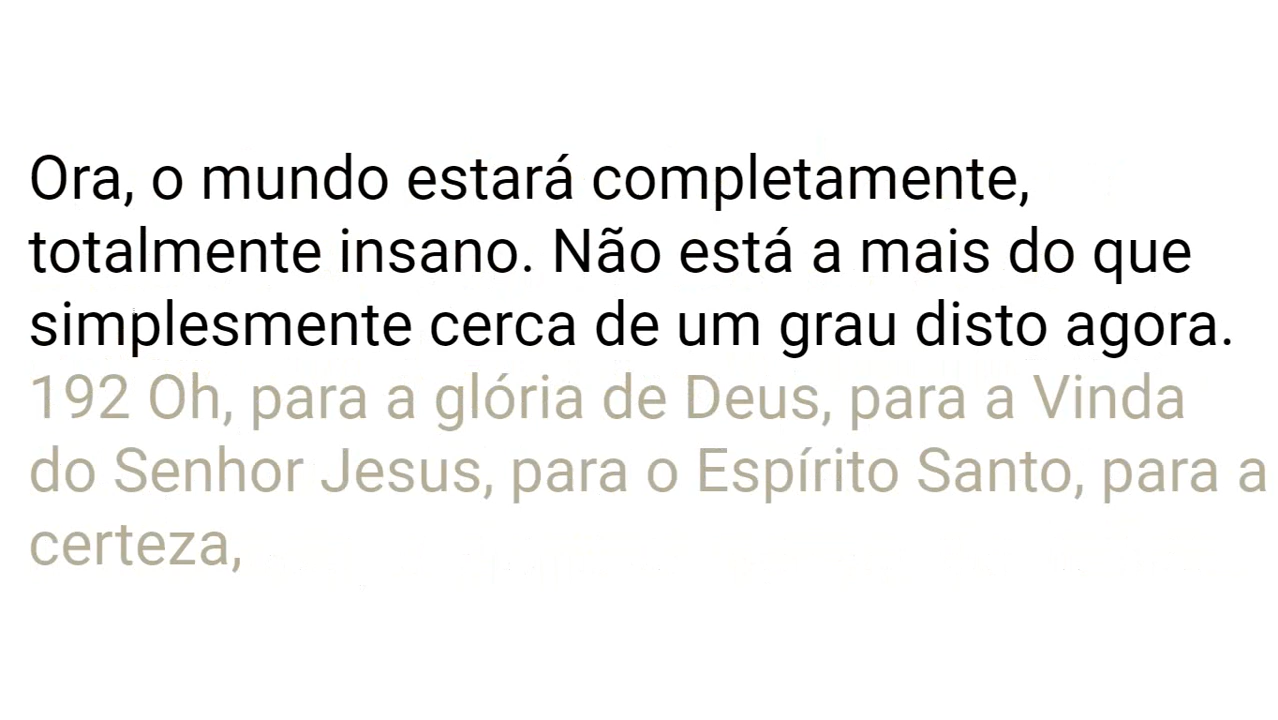 Ora, o mundo estará completamente,
totalmente insano. Não está a mais do que
simplesmente cerca de um grau disto agora.
192 Oh, para a glória de Deus, para a Vinda
do Senhor Jesus, para o Espírito Santo, para a
certeza,